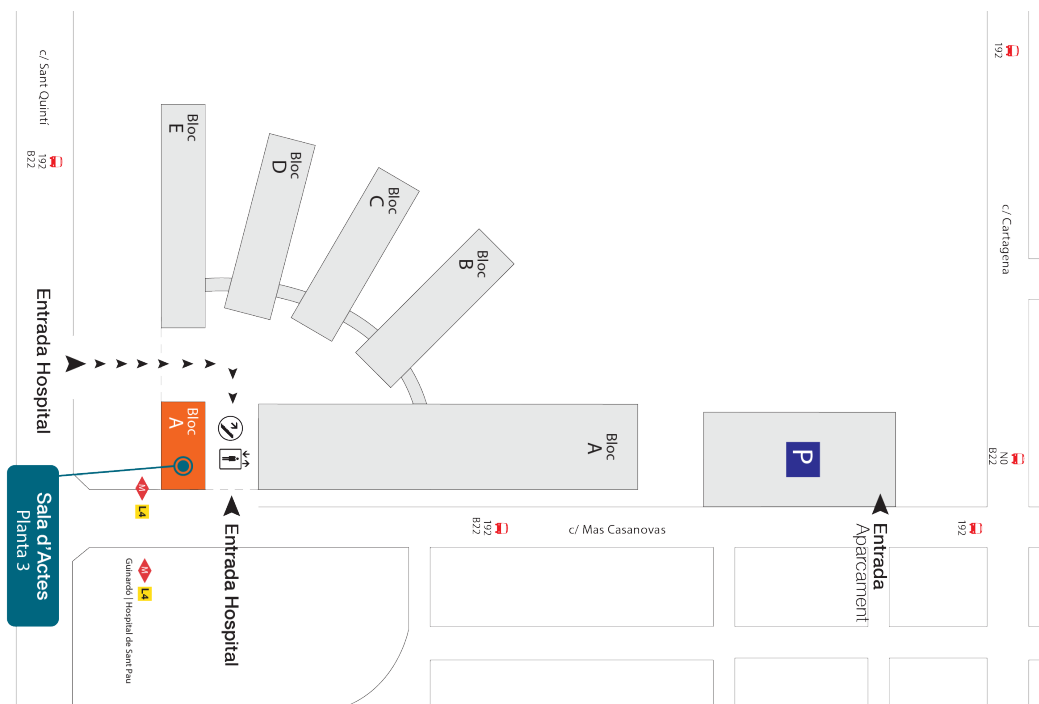 c/ Sant Quintí
192
B22
Entrada Hospital
Sala d'Actes
Planta 3
Bloc
E
Bloc
D
Bloc
C
Bloc
B
Bloc
A
Bloc
A
P
M
L4
M
L4
Guinardó | Hospital de Sant Pau
Entrada Hospital
192
B22
c/ Mas Casanovas
Entrada
Aparcament
192
N0
B22
c/ Cartagena
192